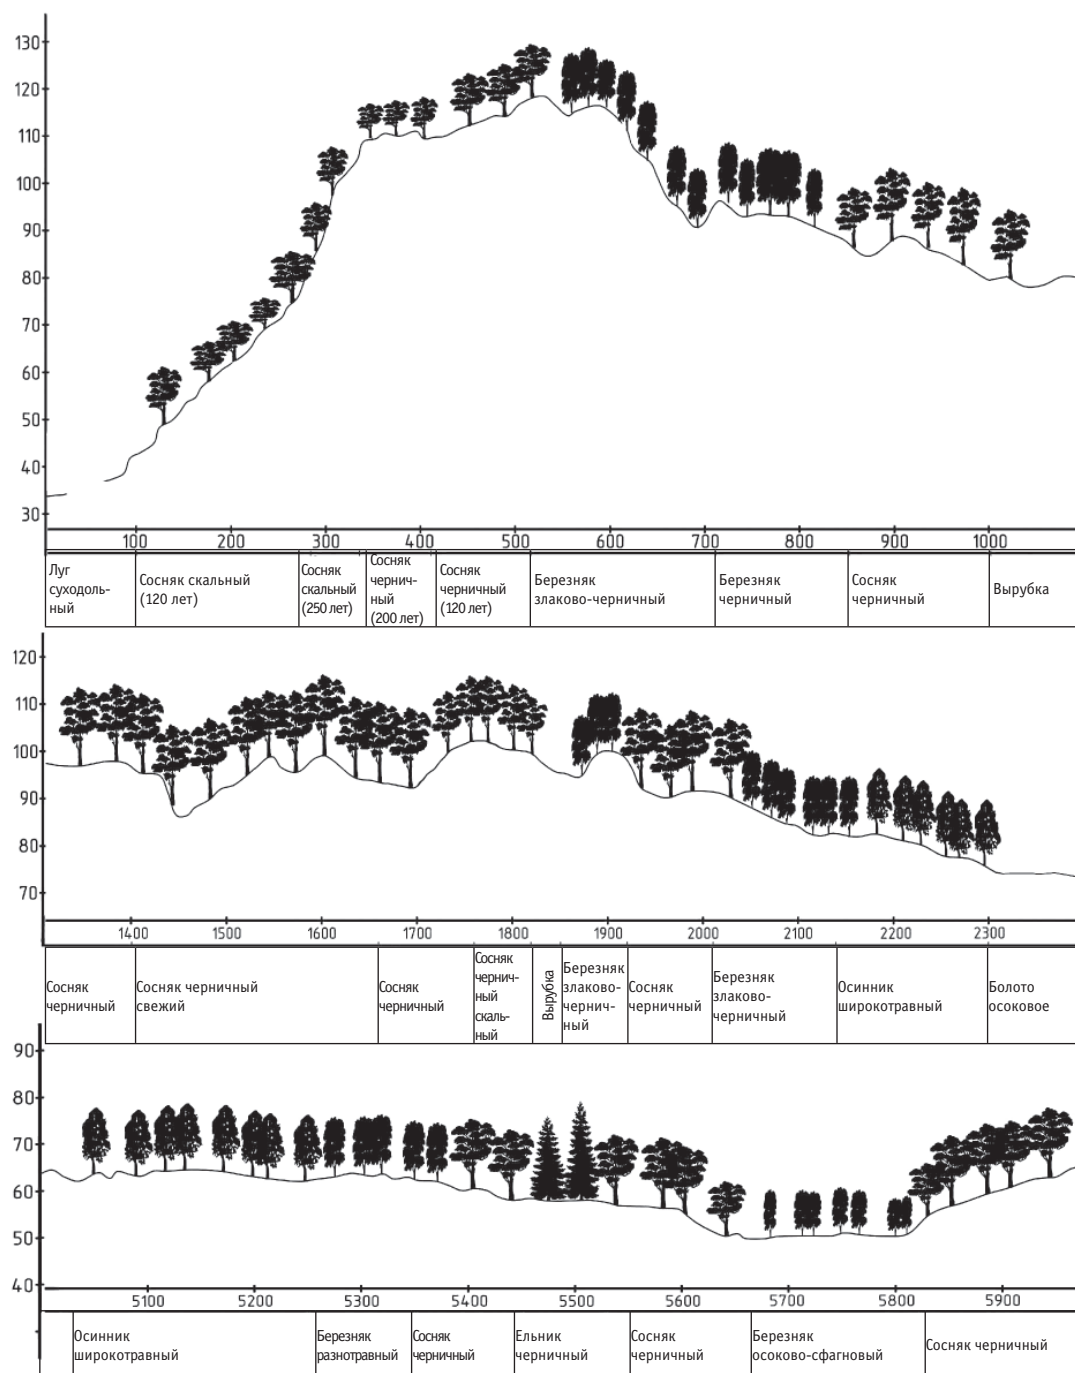 130
120
110
100
90
80
70
60
50
40
30
100 200 300 400 500 600 700 800 900 1000
Луг
суходоль-
ный
Сосняк скальный
(120 лет)
Сосняк
скальный
(250 лет)
Сосняк
чернич-
ный
(200 лет)
Сосняк
черничный
(120 лет)
Березняк
злаково-черничный
Березняк
черничный
Сосняк
черничный
Вырубка
120
110
100
90
80
70
1400 1500 1600 1700 1800 1900 2000 2100 2200 2300
Сосняк
черничный
Сосняк черничный
свежий
Сосняк
черничный
Сосняк
чернич-
ный
скаль-
ный
Вырубка
Березняк
злаково-
чернич-
ный
Сосняк
черничный
Березняк
злаково-
черничный
Осинник
широкотравный
Болото
осоковое
90
80
70
60
50
40
5100 5200 5300 5400 5500 5600 5700 5800 5900
Осинник
широкотравный
Березняк
разнотравный
Сосняк
черничный
Ельник
черничный
Сосняк
черничный
Березняк
осоково-сфагновый
Сосняк черничный